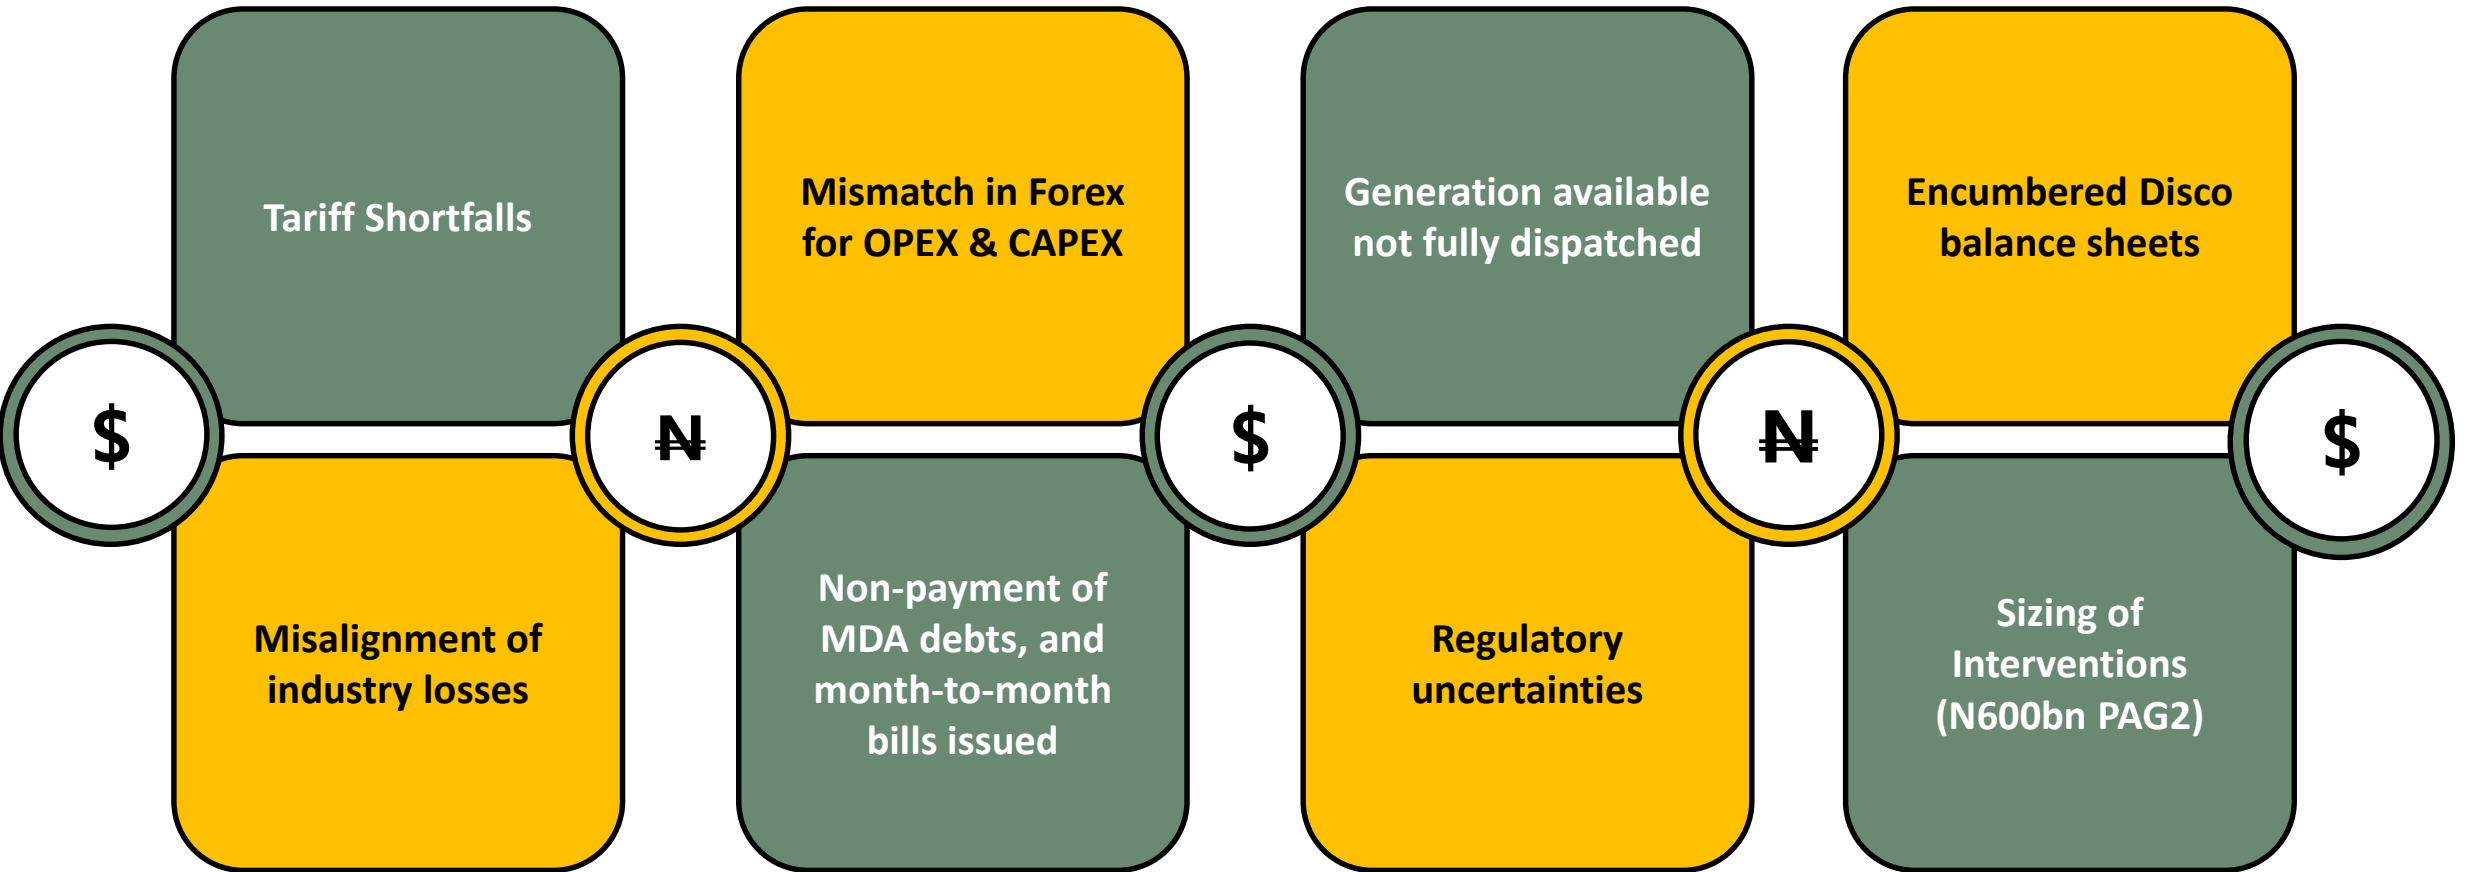 Tariff Shortfalls
Mismatch in Forex
for OPEX & CAPEX
Generation available
not fully dispatched
Encumbered Disco
balance sheets
$
₦
$
₦
$
Misalignment of
industry losses
Non-payment of
MDA debts, and
month-to-month
bills issued
Regulatory
uncertainties
Sizing of
Interventions
(N600bn PAG2)